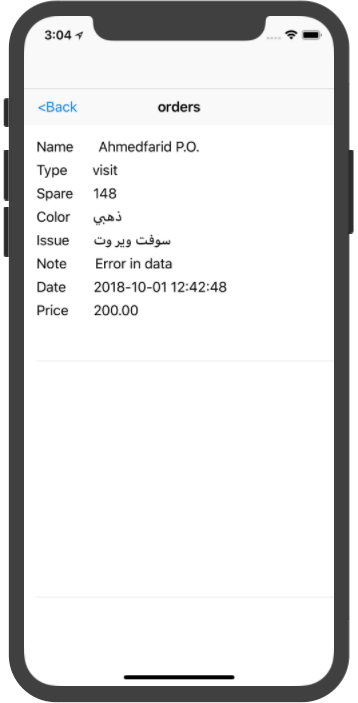 3:04
<Back orders
Name Ahmedfarid P.O.
Type visit
Spare 148
Color ذهبي
Issue سوفت وير وت
Note Error in data
Date 2018-10-01 12:42:48
Price 200.00